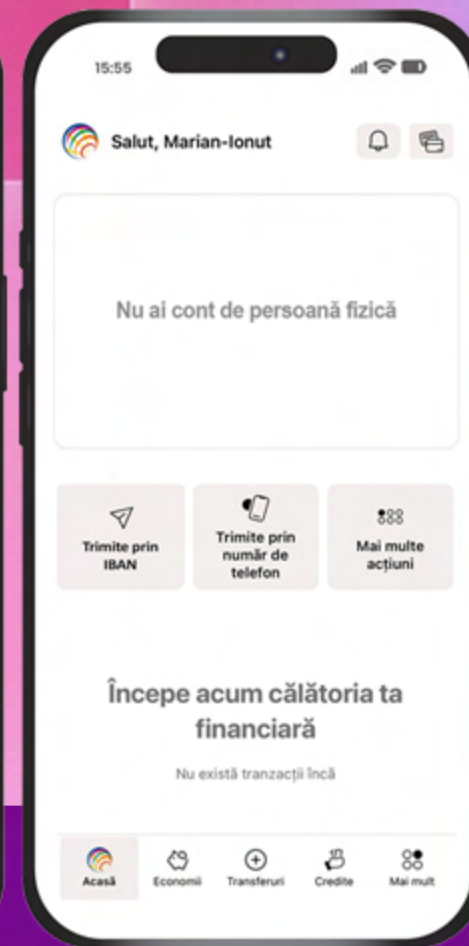 15:55
Salut, Marian-Ionut
Nu ai cont de persoană fizică
Trimite prin
IBAN
Trimite prin
număr de
telefon
Mai multe
acțiuni
Începe acum călătoria ta
financiară
Nu există tranzacții încă
Acasă
Economii
Transferuri
Credite
Mai mult